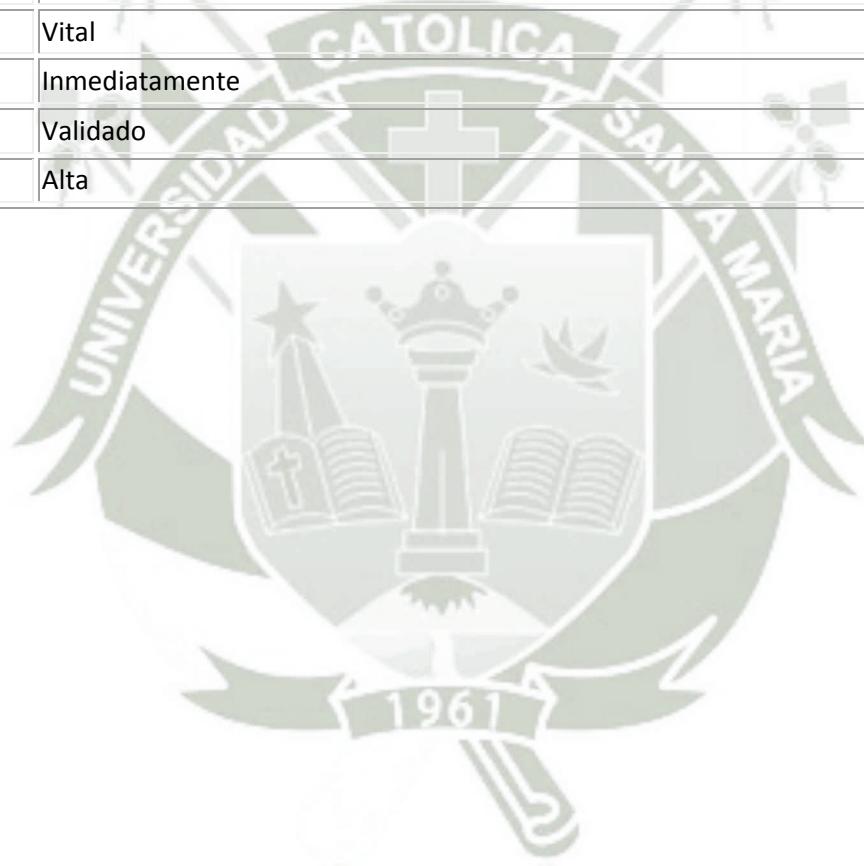 Vital
Inmediatamente
Validado
Alta
UNIVERSIDAD CATOLICA SANTA MARIA
1961